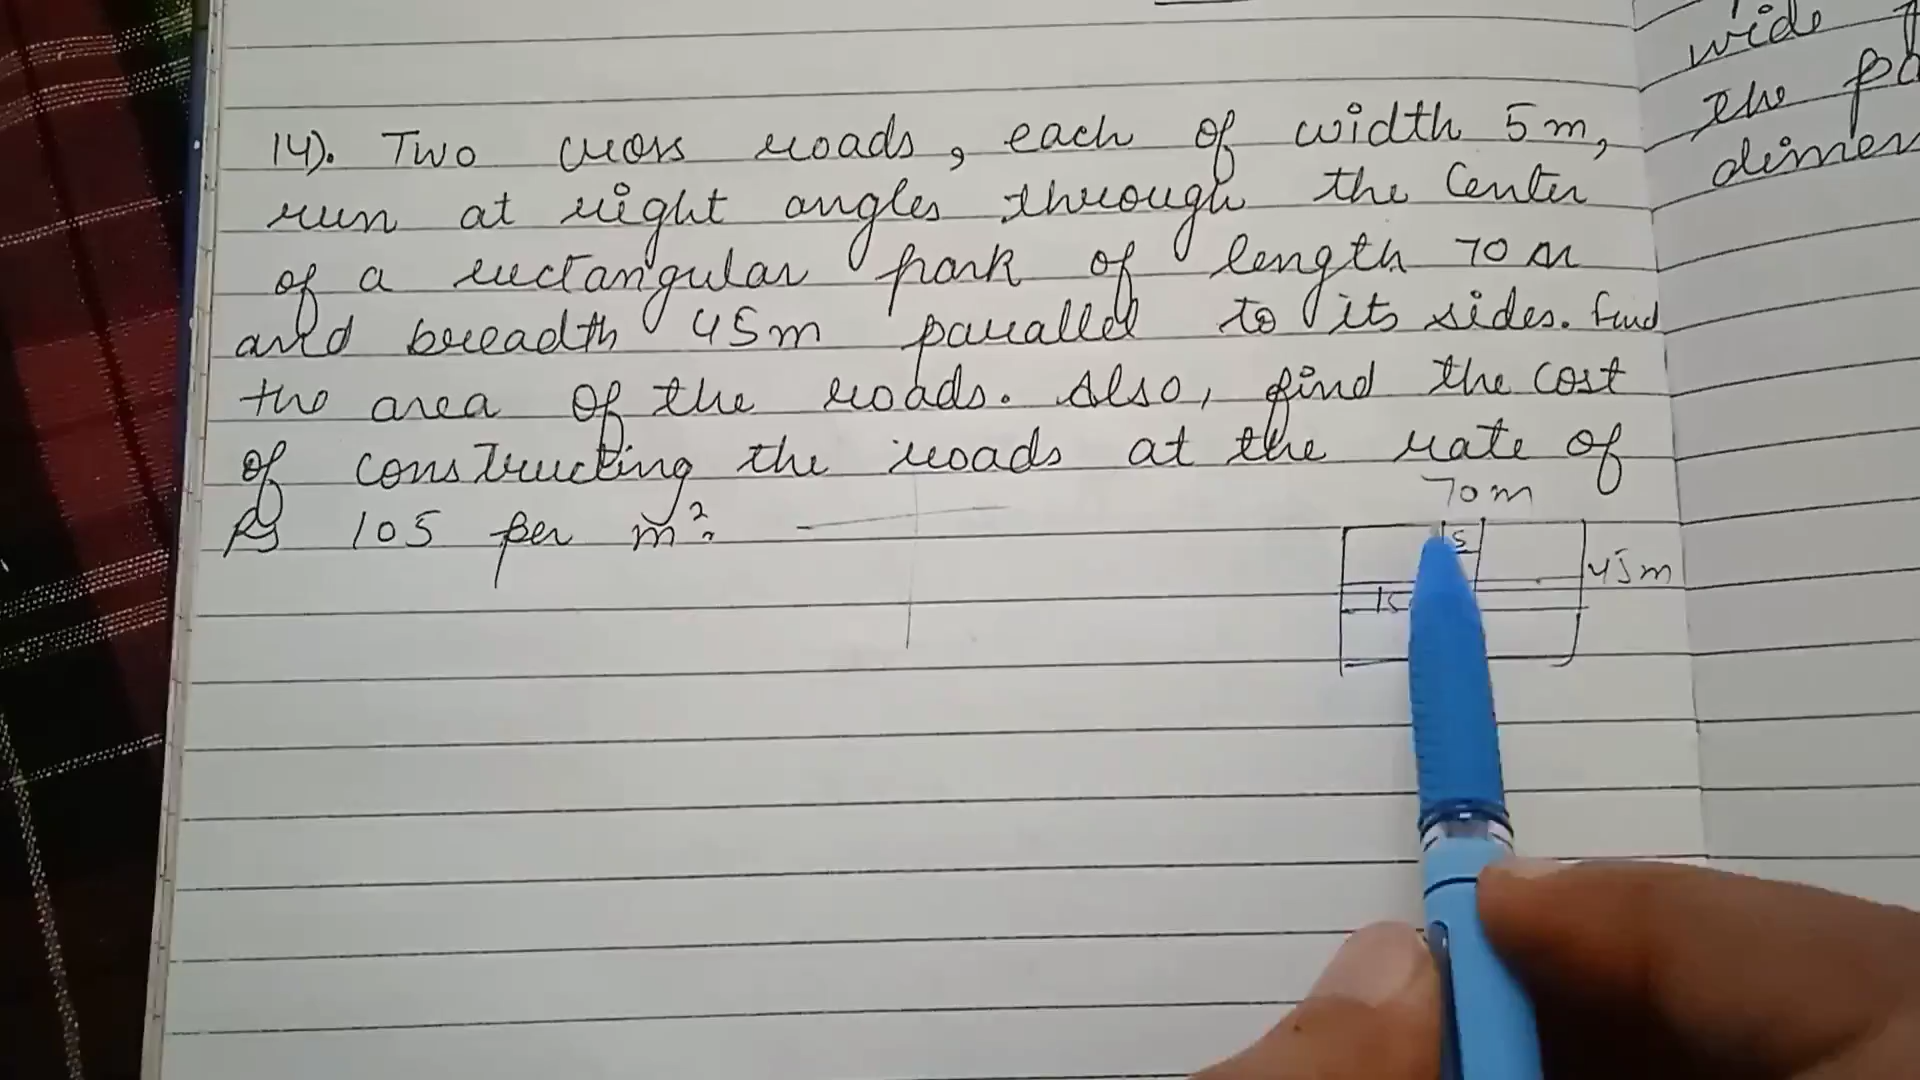 14). Two cross roads, each of width 5m,
run at right angles through the Center
of a rectangular park of length 70 m
and breadth 45m parallel to its sides. find
the area of the roads. Also, find the cost
of constructing the roads at the rate of
Rs 105 per m².
70m
5
45m
wide
the
dimen